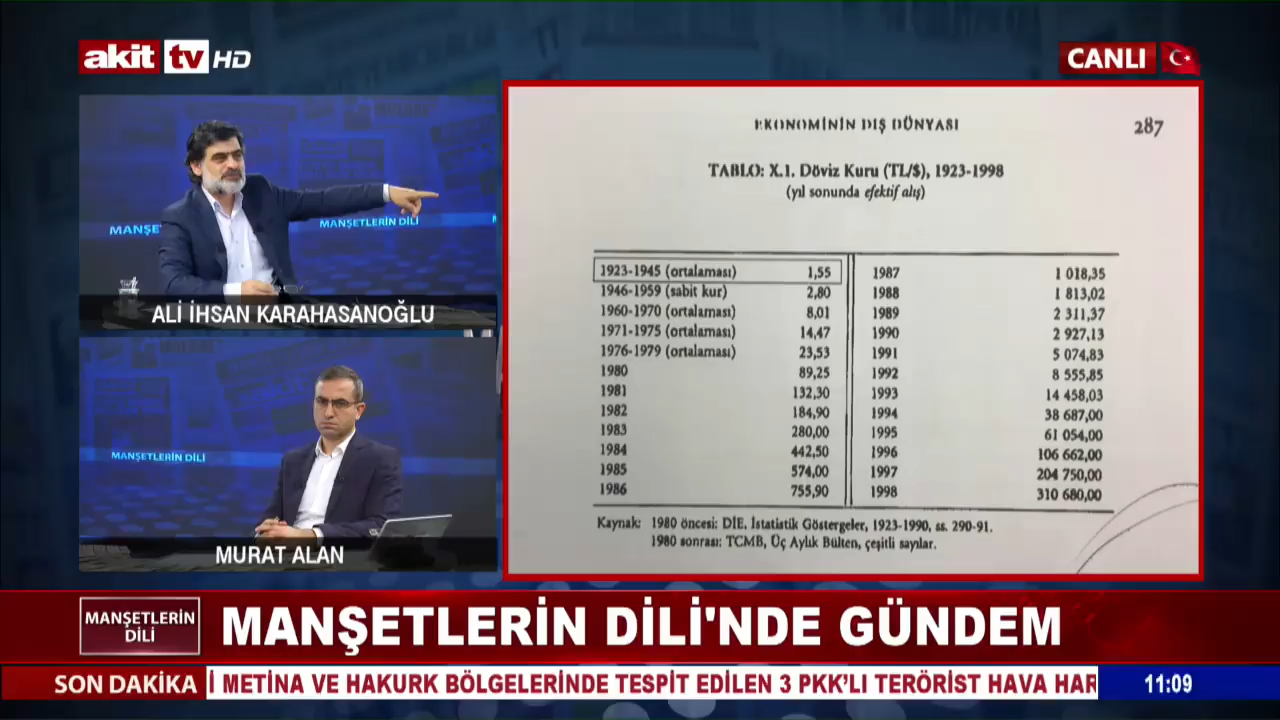 akit tv HD
CANLI
MANŞE
MANŞETLERİN DİLİ
ALİ İHSAN KARAHASANOĞLU
MANŞETLERİN DİLİ
MURAT ALAN
EKONOMİNİN DIŞ DÜNYASI 287
TABLO: X.1. Döviz Kuru (TL/$), 1923-1998
(yıl sonunda efektif alış)
1923-1945 (ortalaması) 1,55 1987 1 018,35
1946-1959 (sabit kur) 2,80 1988 1 813,02
1960-1970 (ortalaması) 8,01 1989 2 311,37
1971-1975 (ortalaması) 14,47 1990 2 927,13
1976-1979 (ortalaması) 23,53 1991 5 074,83
1980 89,25 1992 8 555,85
1981 132,30 1993 14 458,03
1982 184,90 1994 38 687,00
1983 280,00 1995 61 054,00
1984 442,50 1996 106 662,00
1985 574,00 1997 204 750,00
1986 755,90 1998 310 680,00
Kaynak: 1980 öncesi: DİE, İstatistik Göstergeler, 1923-1990, ss. 290-91.
1980 sonrası: TCMB, Üç Aylık Bülten, çeşitli sayılar.
MANŞETLERİN
DİLİ
MANŞETLERİN DİLİ'NDE GÜNDEM
SON DAKİKA İ METİNA VE HAKURK BÖLGELERİNDE TESPİT EDİLEN 3 PKK’LI TERÖRİST HAVA HAR 11:09